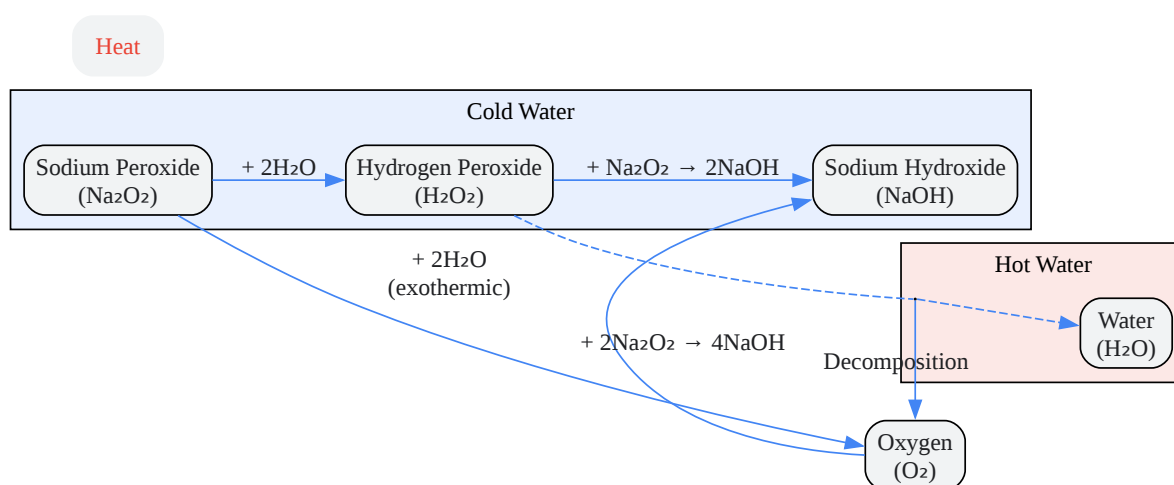 Heat
Cold Water
Sodium Peroxide
(Na₂O₂)
+ 2H₂O
Hydrogen Peroxide
(H₂O₂)
+ Na₂O₂ → 2NaOH
Sodium Hydroxide
(NaOH)
+ 2H₂O
(exothermic)
Hot Water
+ 2Na₂O₂ → 4NaOH
Decomposition
Water
(H₂O)
Oxygen
(O₂)